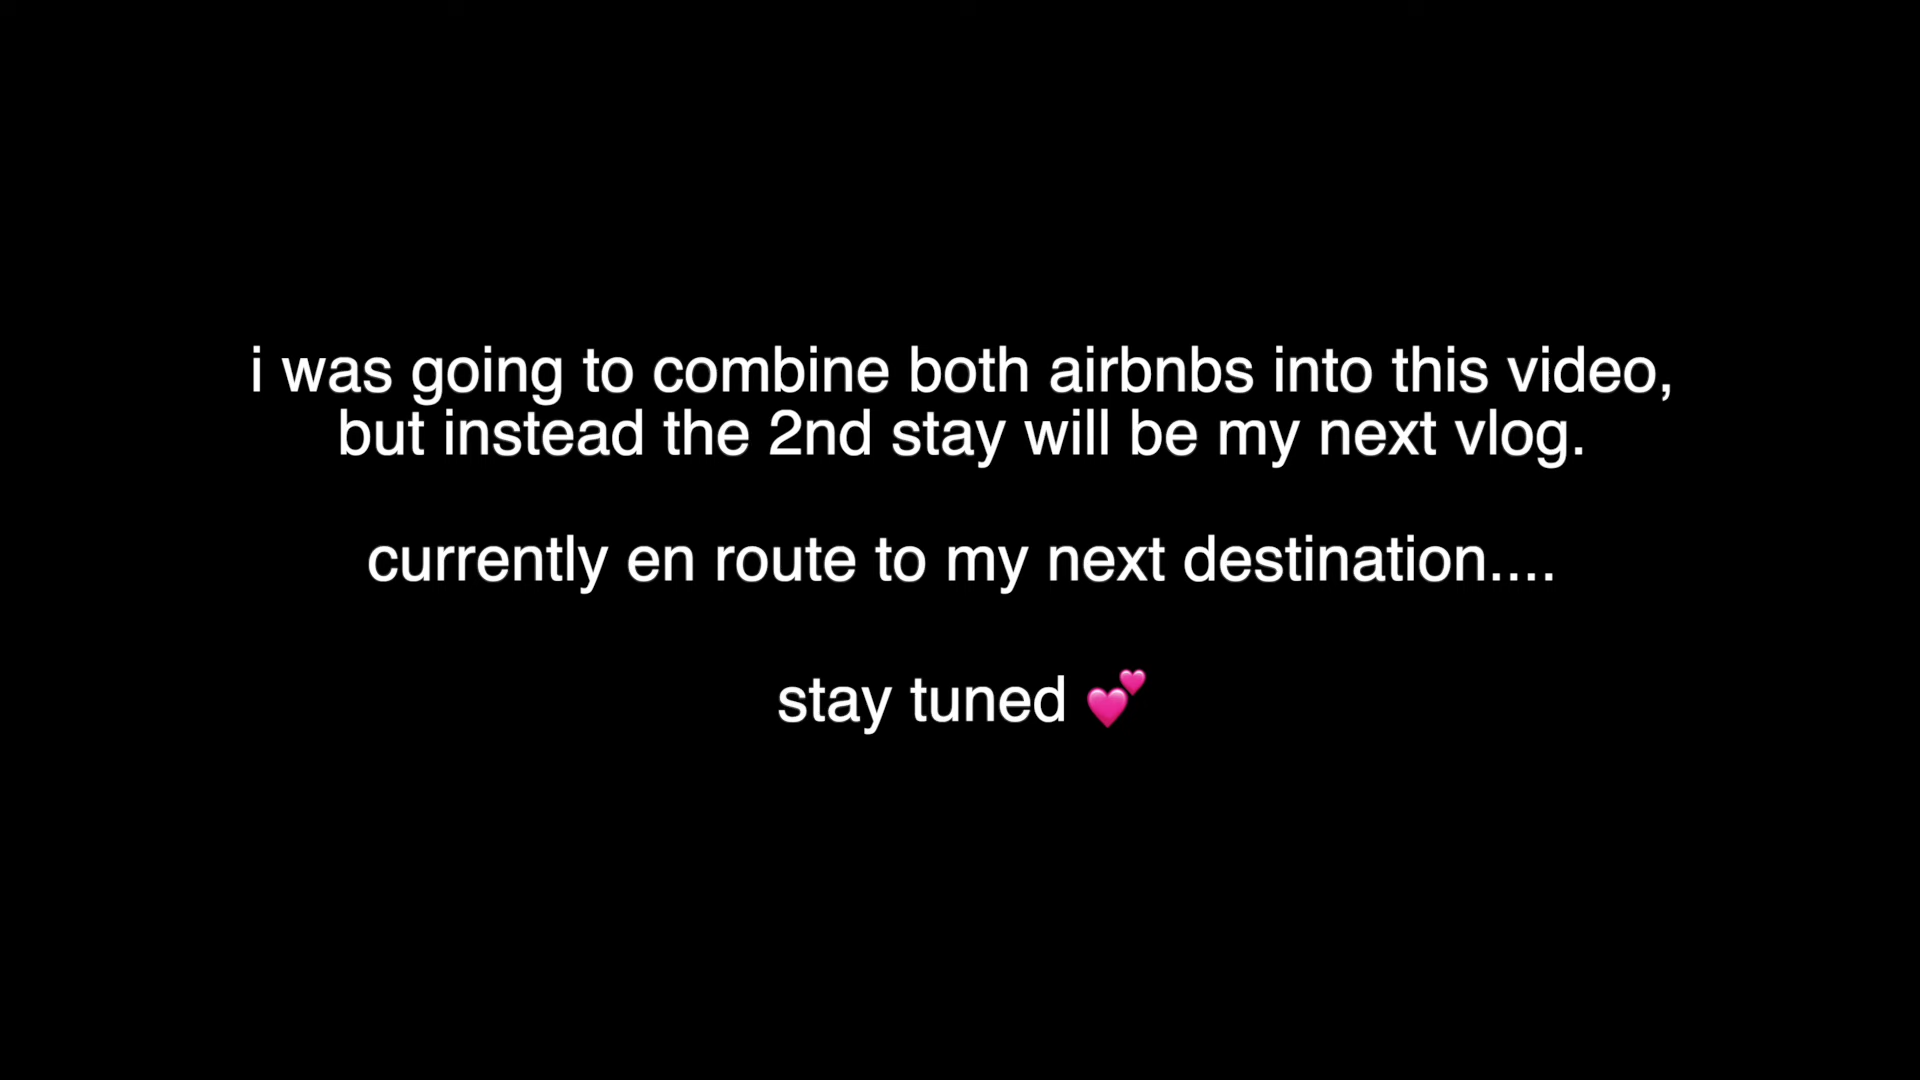 i was going to combine both airbnbs into this video,
but instead the 2nd stay will be my next vlog.
currently en route to my next destination....
stay tuned 💕